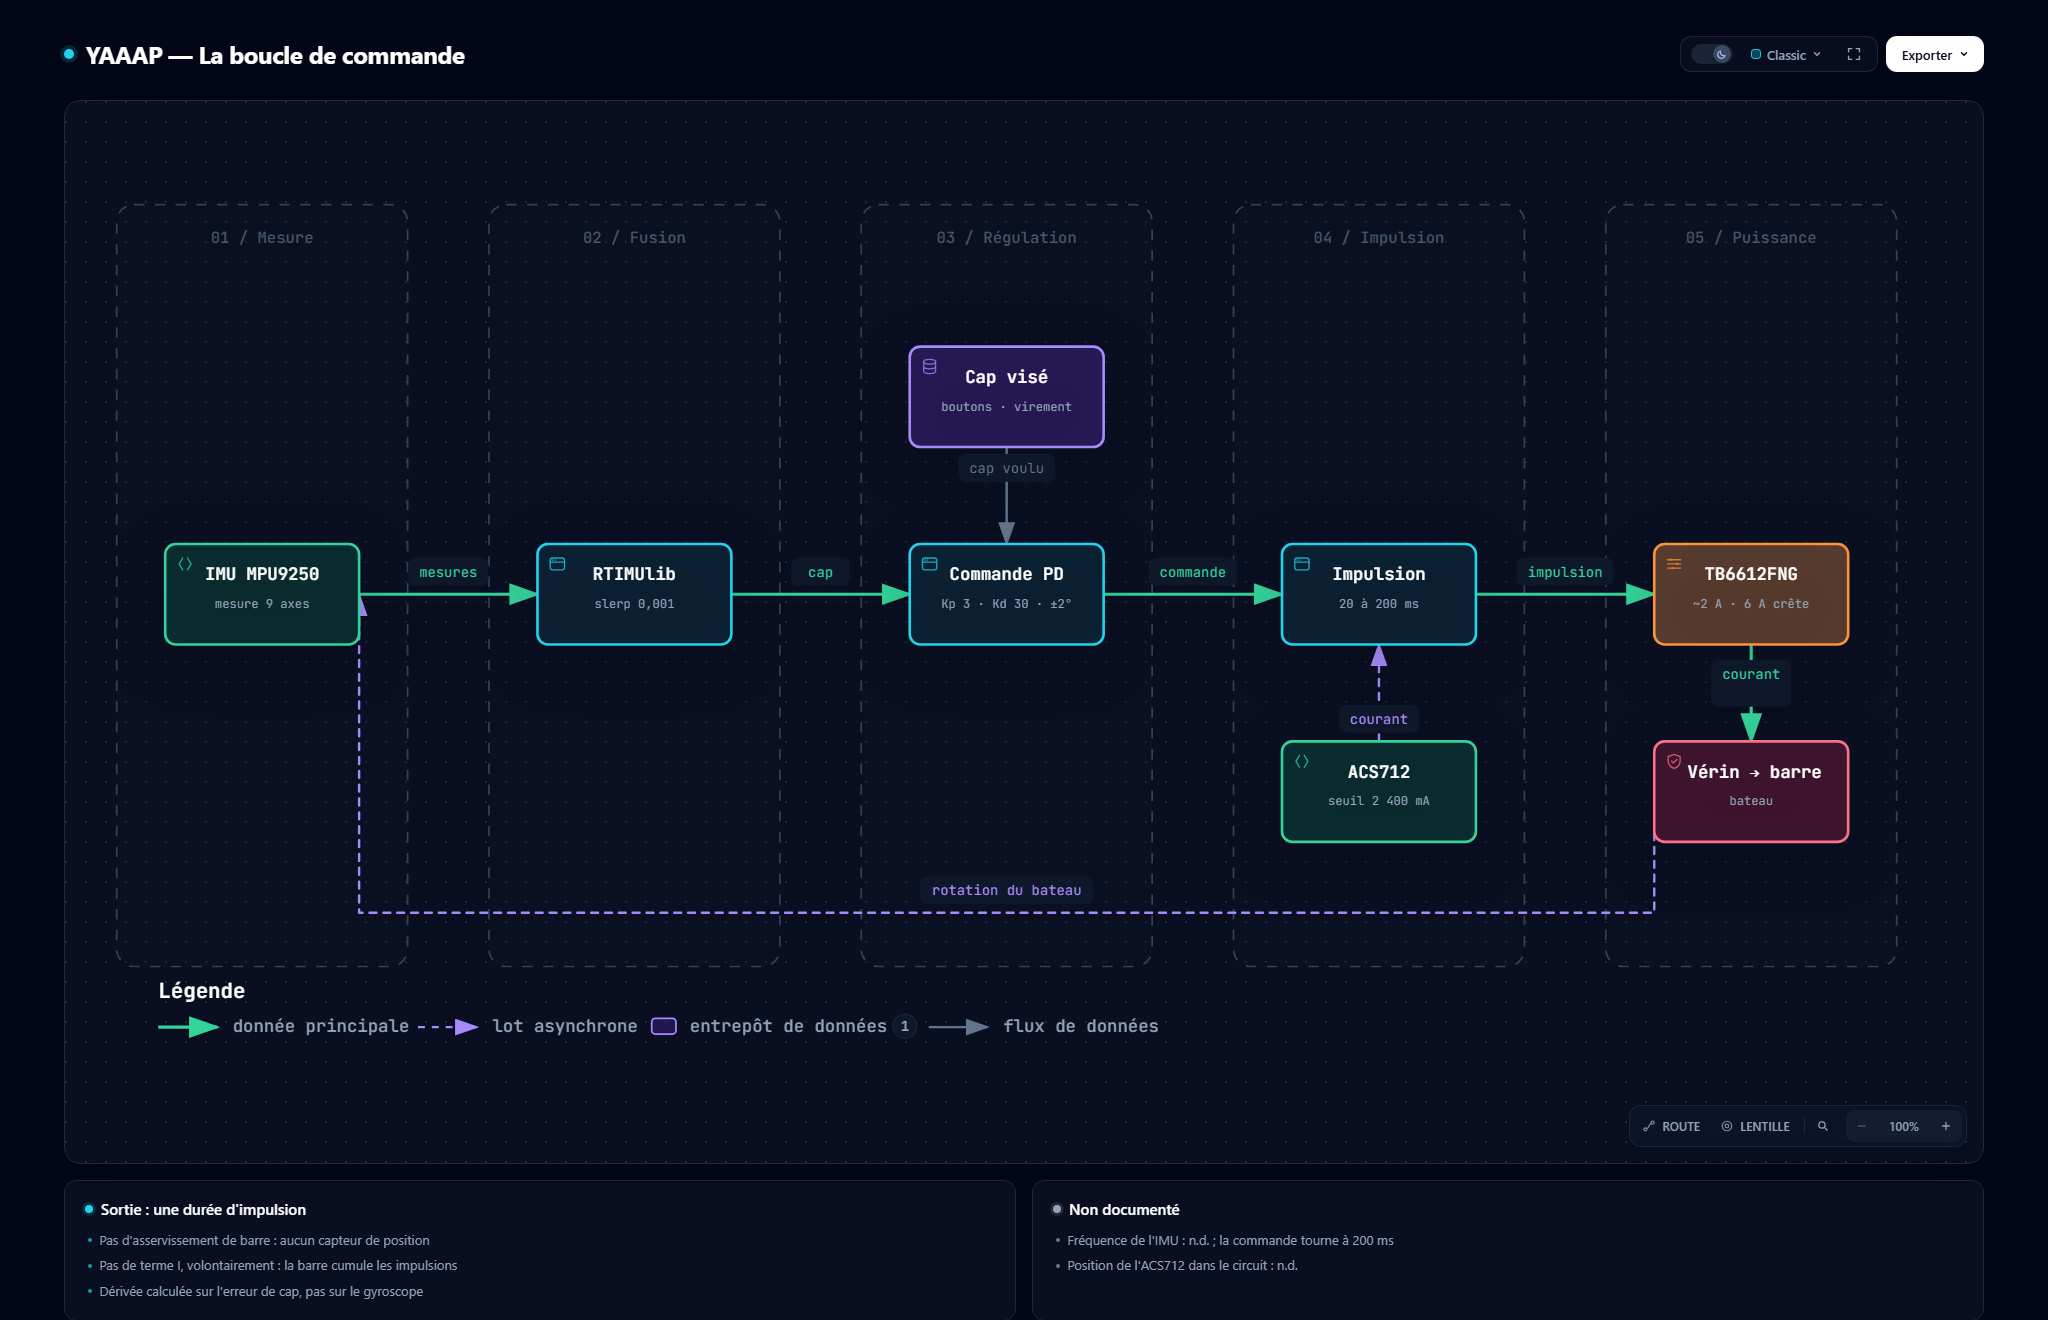 YAAAP — La boucle de commande
Classic
Exporter
01 / Mesure
02 / Fusion
03 / Régulation
04 / Impulsion
05 / Puissance
Cap visé
boutons · virement
cap voulu
IMU MPU9250
mesure 9 axes
mesures
RTIMUlib
slerp 0,001
cap
Commande PD
Kp 3 · Kd 30 · ±2°
commande
Impulsion
20 à 200 ms
impulsion
TB6612FNG
~2 A · 6 A crête
courant
courant
ACS712
seuil 2 400 mA
Vérin → barre
bateau
rotation du bateau
Légende
donnée principale
lot asynchrone
entrepôt de données
1
flux de données
ROUTE
LENTILLE
− 100% +
Sortie : une durée d'impulsion
• Pas d'asservissement de barre : aucun capteur de position
• Pas de terme I, volontairement : la barre cumule les impulsions
• Dérivée calculée sur l'erreur de cap, pas sur le gyroscope
Non documenté
• Fréquence de l'IMU : n.d. ; la commande tourne à 200 ms
• Position de l'ACS712 dans le circuit : n.d.